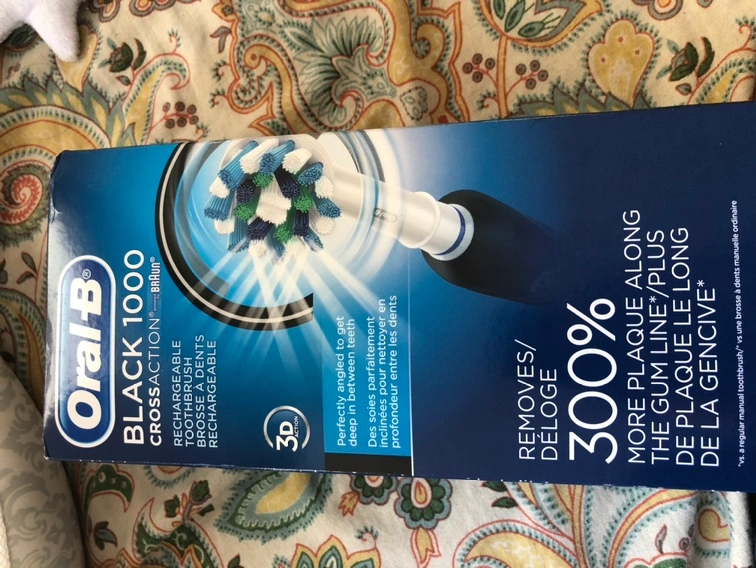 Oral-B®
BLACK 1000
CROSSACTION® — BRAUN®
RECHARGEABLE
TOOTHBRUSH
BROSSE À DENTS
RECHARGEABLE
3D
ACTION
Perfectly angled to get
deep in between teeth
Des soies parfaitement
inclinées pour nettoyer en
profondeur entre les dents
REMOVES/
DÉLOGE
300%
MORE PLAQUE ALONG
THE GUM LINE*/PLUS
DE PLAQUE LE LONG
DE LA GENCIVE*
*vs. a regular manual toothbrush/* vs une brosse à dents manuelle ordinaire